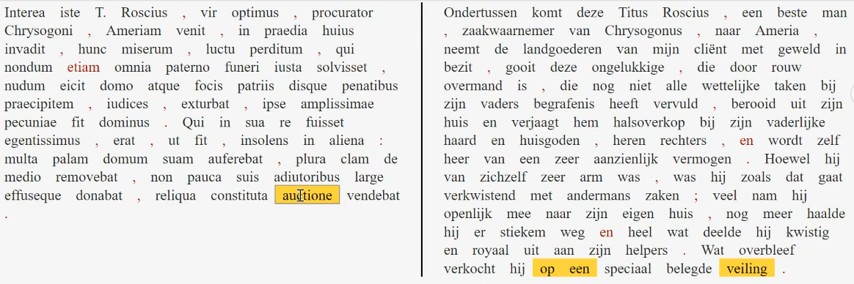 Interea iste T. Roscius , vir optimus , procurator
Chrysogoni , Ameriam venit , in praedia huius
invadit , hunc miserum , luctu perditum , qui
nondum etiam omnia paterno funeri iusta solvisset ,
nudum eicit domo atque focis patriis disque penatibus
praecipitem , iudices , exturbat , ipse amplissimae
pecuniae fit dominus . Qui in sua re fuisset
egentissimus , erat , ut fit , insolens in aliena :
multa palam domum suam auferebat , plura clam de
medio removebat , non pauca suis adiutoribus large
effuseque donabat , reliqua constituta auctione vendebat
.
Ondertussen komt deze Titus Roscius , een beste man
, zaakwaarnemer van Chrysogonus , naar Ameria ,
neemt de landgoederen van mijn cliënt met geweld in
bezit , gooit deze ongelukkige , die door rouw
overmand is , die nog niet alle wettelijke taken bij
zijn vaders begrafenis heeft vervuld , berooid uit zijn
huis en verjaagt hem halsoverkop bij zijn vaderlijke
haard en huisgoden , heren rechters , en wordt zelf
heer van een zeer aanzienlijk vermogen . Hoewel hij
van zichzelf zeer arm was , was hij zoals dat gaat
verkwistend met andermans zaken ; veel nam hij
openlijk mee naar zijn eigen huis , nog meer haalde
hij er stiekem weg en heel wat deelde hij kwistig
en royaal uit aan zijn helpers . Wat overbleef
verkocht hij op een speciaal belegde veiling .